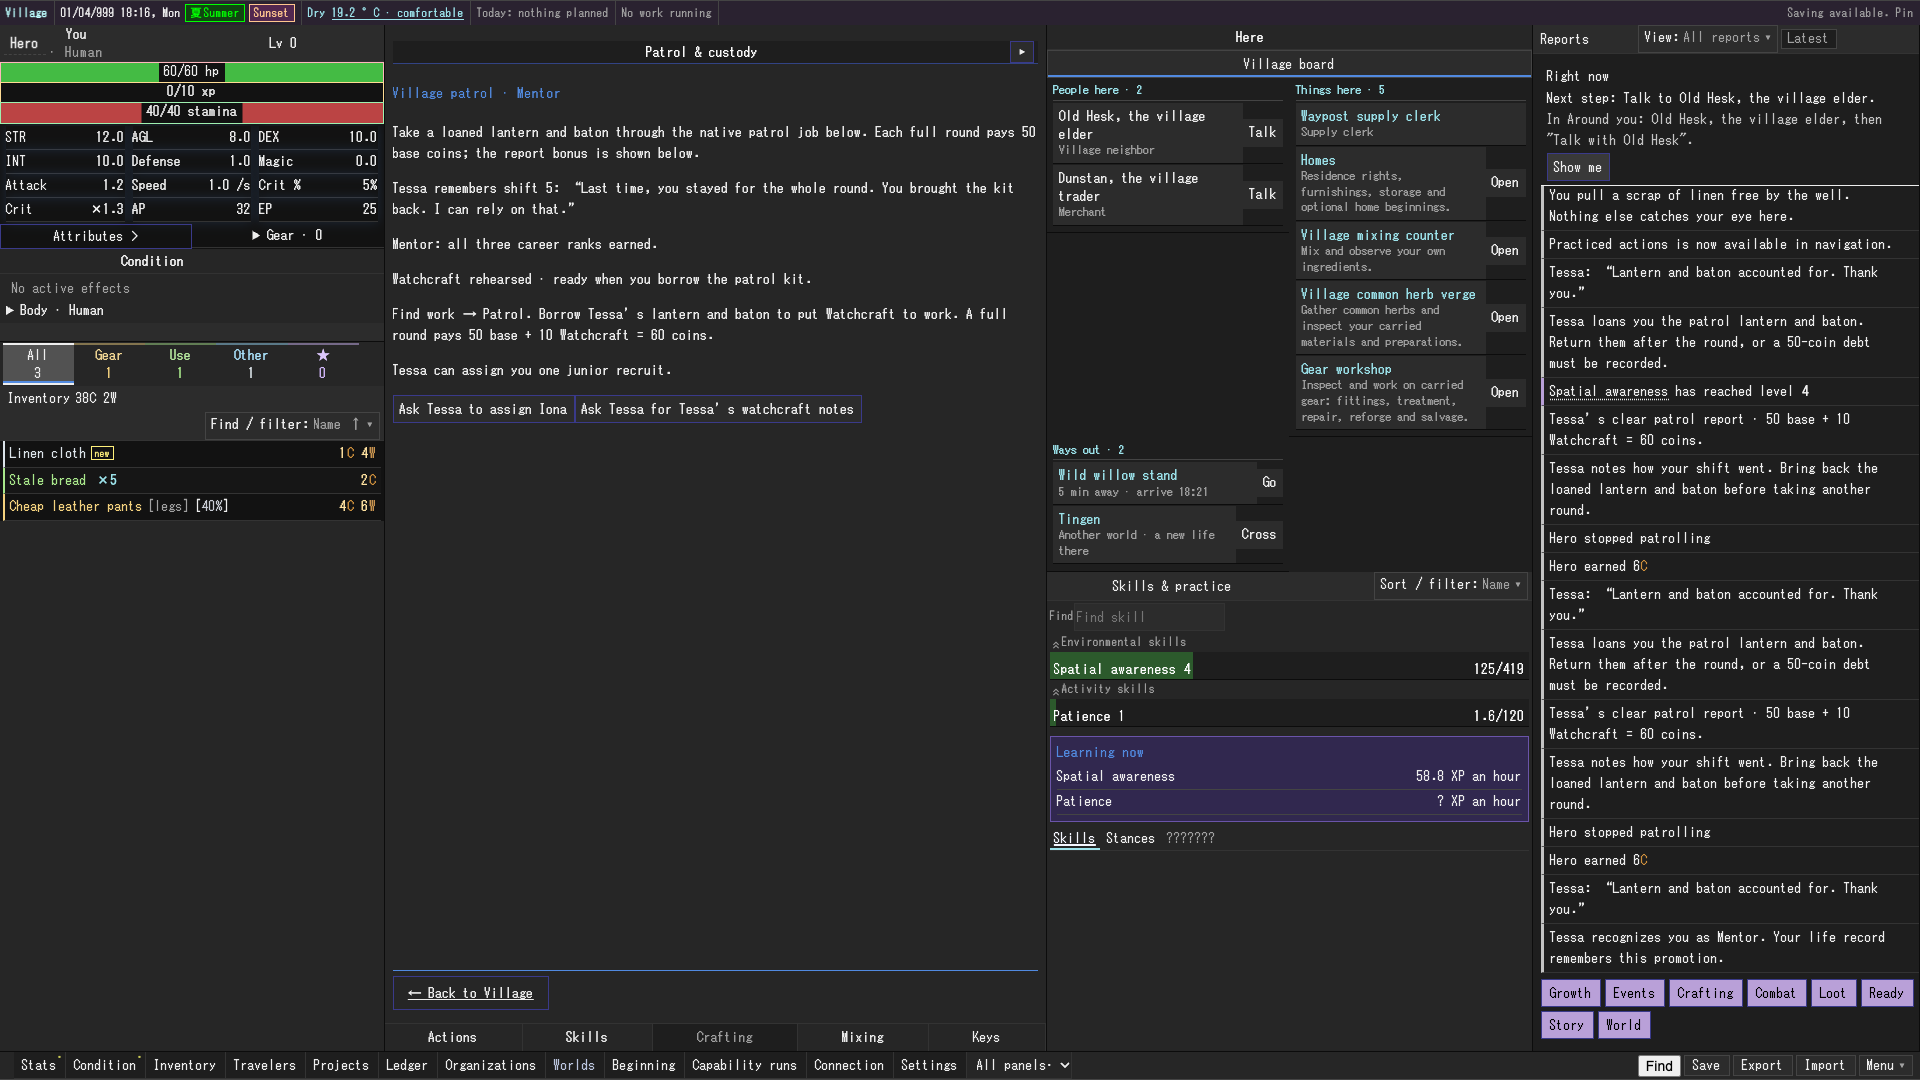 Village 01/04/999 18:16, Mon 夏Summer Sunset Dry 19.2 ° C · comfortable Today: nothing planned No work running Saving available. Pin
Hero · You Human Lv 0
60/60 hp
0/10 xp
40/40 stamina
STR 12.0 AGL 8.0 DEX 10.0
INT 10.0 Defense 1.0 Magic 0.0
Attack 1.2 Speed 1.0 /s Crit % 5%
Crit ×1.3 AP 32 EP 25
Attributes > ▶ Gear · 0
Condition
No active effects
▶ Body · Human
All 3 Gear 1 Use 1 Other 1 ★ 0
Inventory 38C 2W
Find / filter: Name ↑ ▾
Linen cloth new 1C 4W
Stale bread ×5 2C
Cheap leather pants [legs] [40%] 4C 6W
Patrol & custody ▸
Village patrol · Mentor
Take a loaned lantern and baton through the native patrol job below. Each full round pays 50
base coins; the report bonus is shown below.
Tessa remembers shift 5: “Last time, you stayed for the whole round. You brought the kit
back. I can rely on that.”
Mentor: all three career ranks earned.
Watchcraft rehearsed · ready when you borrow the patrol kit.
Find work → Patrol. Borrow Tessa’s lantern and baton to put Watchcraft to work. A full
round pays 50 base + 10 Watchcraft = 60 coins.
Tessa can assign you one junior recruit.
Ask Tessa to assign Iona Ask Tessa for Tessa’s watchcraft notes
← Back to Village
Actions Skills Crafting Mixing Keys
Here
Village board
People here · 2
Old Hesk, the village
elder
Village neighbor
Talk
Dunstan, the village
trader
Merchant
Talk
Things here · 5
Waypost supply clerk
Supply clerk
Homes
Residence rights,
furnishings, storage and
optional home beginnings.
Open
Village mixing counter
Mix and observe your own
ingredients.
Open
Village common herb verge
Gather common herbs and
inspect your carried
materials and preparations.
Open
Gear workshop
Inspect and work on carried
gear: fittings, treatment,
repair, reforge and salvage.
Open
Ways out · 2
Wild willow stand
5 min away · arrive 18:21
Go
Tingen
Another world · a new life
there
Cross
Skills & practice Sort / filter: Name ▾
Find Find skill
Environmental skills
Spatial awareness 4 125/419
Activity skills
Patience 1 1.6/120
Learning now
Spatial awareness 58.8 XP an hour
Patience ? XP an hour
Skills Stances ???????
Reports View: All reports ▾ Latest
Right now
Next step: Talk to Old Hesk, the village elder.
In Around you: Old Hesk, the village elder, then
"Talk with Old Hesk".
Show me
You pull a scrap of linen free by the well.
Nothing else catches your eye here.
Practiced actions is now available in navigation.
Tessa: “Lantern and baton accounted for. Thank
you.”
Tessa loans you the patrol lantern and baton.
Return them after the round, or a 50-coin debt
must be recorded.
Spatial awareness has reached level 4
Tessa’s clear patrol report · 50 base + 10
Watchcraft = 60 coins.
Tessa notes how your shift went. Bring back the
loaned lantern and baton before taking another
round.
Hero stopped patrolling
Hero earned 6C
Tessa: “Lantern and baton accounted for. Thank
you.”
Tessa loans you the patrol lantern and baton.
Return them after the round, or a 50-coin debt
must be recorded.
Tessa’s clear patrol report · 50 base + 10
Watchcraft = 60 coins.
Tessa notes how your shift went. Bring back the
loaned lantern and baton before taking another
round.
Hero stopped patrolling
Hero earned 6C
Tessa: “Lantern and baton accounted for. Thank
you.”
Tessa recognizes you as Mentor. Your life record
remembers this promotion.
Growth Events Crafting Combat Loot Ready
Story World
Stats Condition Inventory Travelers Projects Ledger Organizations Worlds Beginning Capability runs Connection Settings All panels· Find Save Export Import Menu ▾